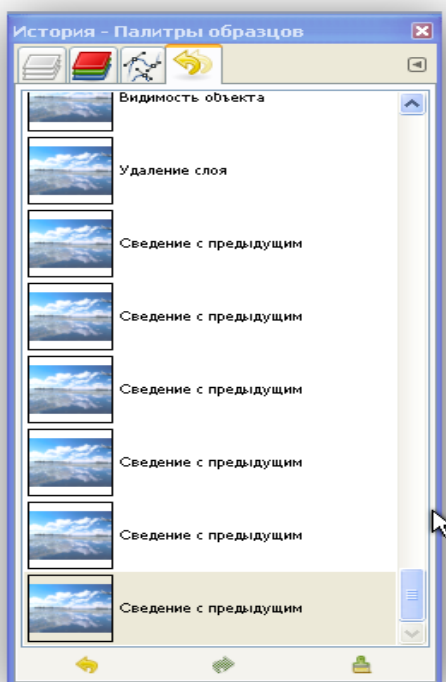 История - Палитры образцов
Видимость объекта
Удаление слоя
Сведение с предыдущим
Сведение с предыдущим
Сведение с предыдущим
Сведение с предыдущим
Сведение с предыдущим
Сведение с предыдущим